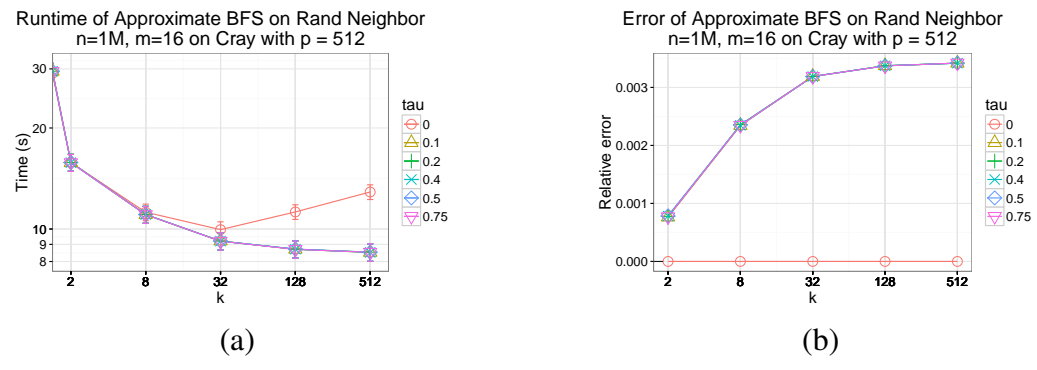 Runtime of Approximate BFS on Rand Neighbor
n=1M, m=16 on Cray with p = 512
Time (s)
30
20
10
9
8
2 8 32 128 512
k
tau
0
0.1
0.2
0.4
0.5
0.75
(a)
Error of Approximate BFS on Rand Neighbor
n=1M, m=16 on Cray with p = 512
Relative error
0.003
0.002
0.001
0.000
2 8 32 128 512
k
tau
0
0.1
0.2
0.4
0.5
0.75
(b)